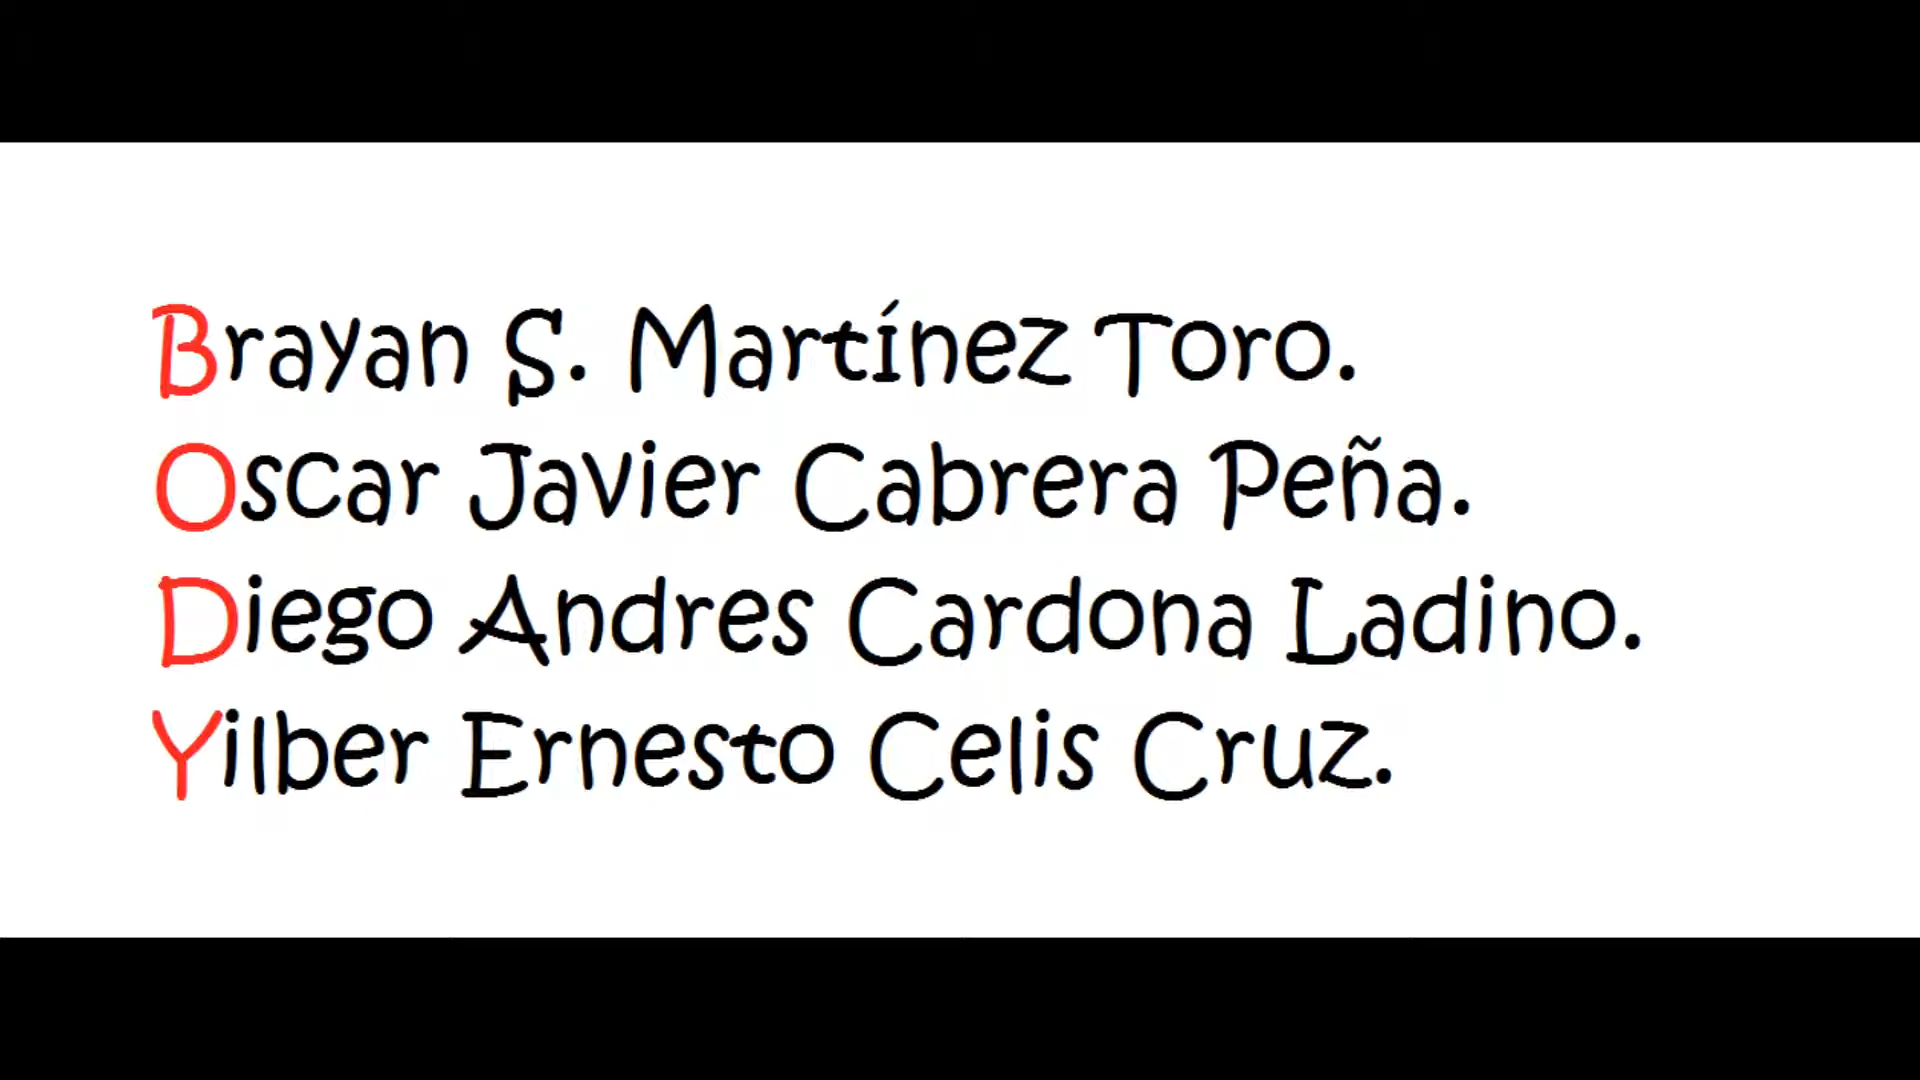 Brayan S. Martínez Toro.
Oscar Javier Cabrera Peña.
Diego Andres Cardona Ladino.
Yilber Ernesto Celis Cruz.